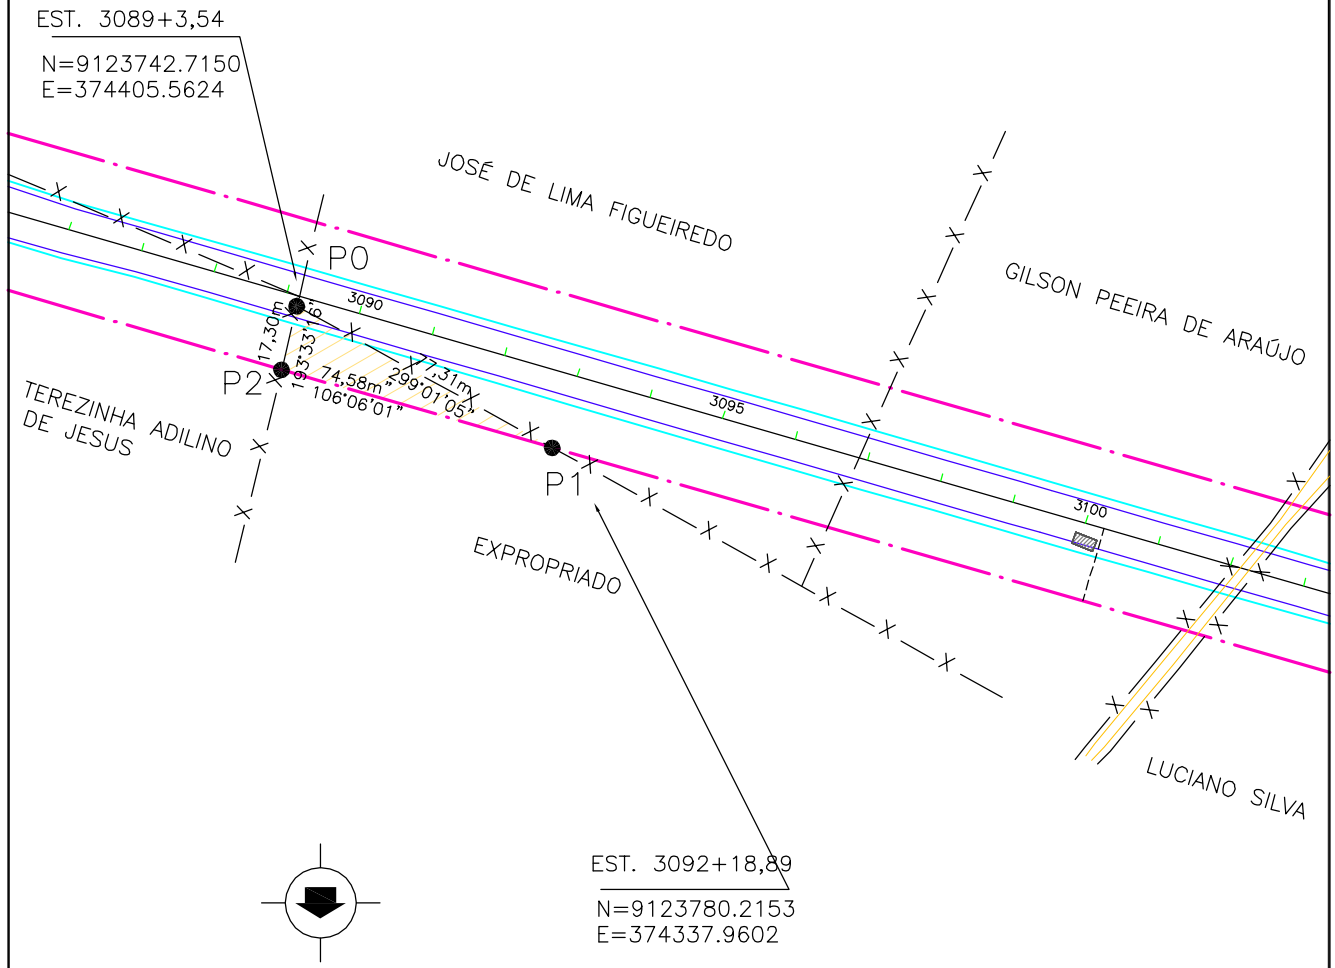 EST. 3089+3,54
N=9123742.7150
E=374405.5624
JOSÉ DE LIMA FIGUEIREDO
GILSON PEEIRA DE ARAÚJO
P0
3090
17,30m
193°33'16"
77,31m
299°01'05"
74,58m
106°06'01"
P2
3095
TEREZINHA ADILINO
DE JESUS
P1
3100
EXPROPRIADO
LUCIANO SILVA
EST. 3092+18,89
N=9123780.2153
E=374337.9602